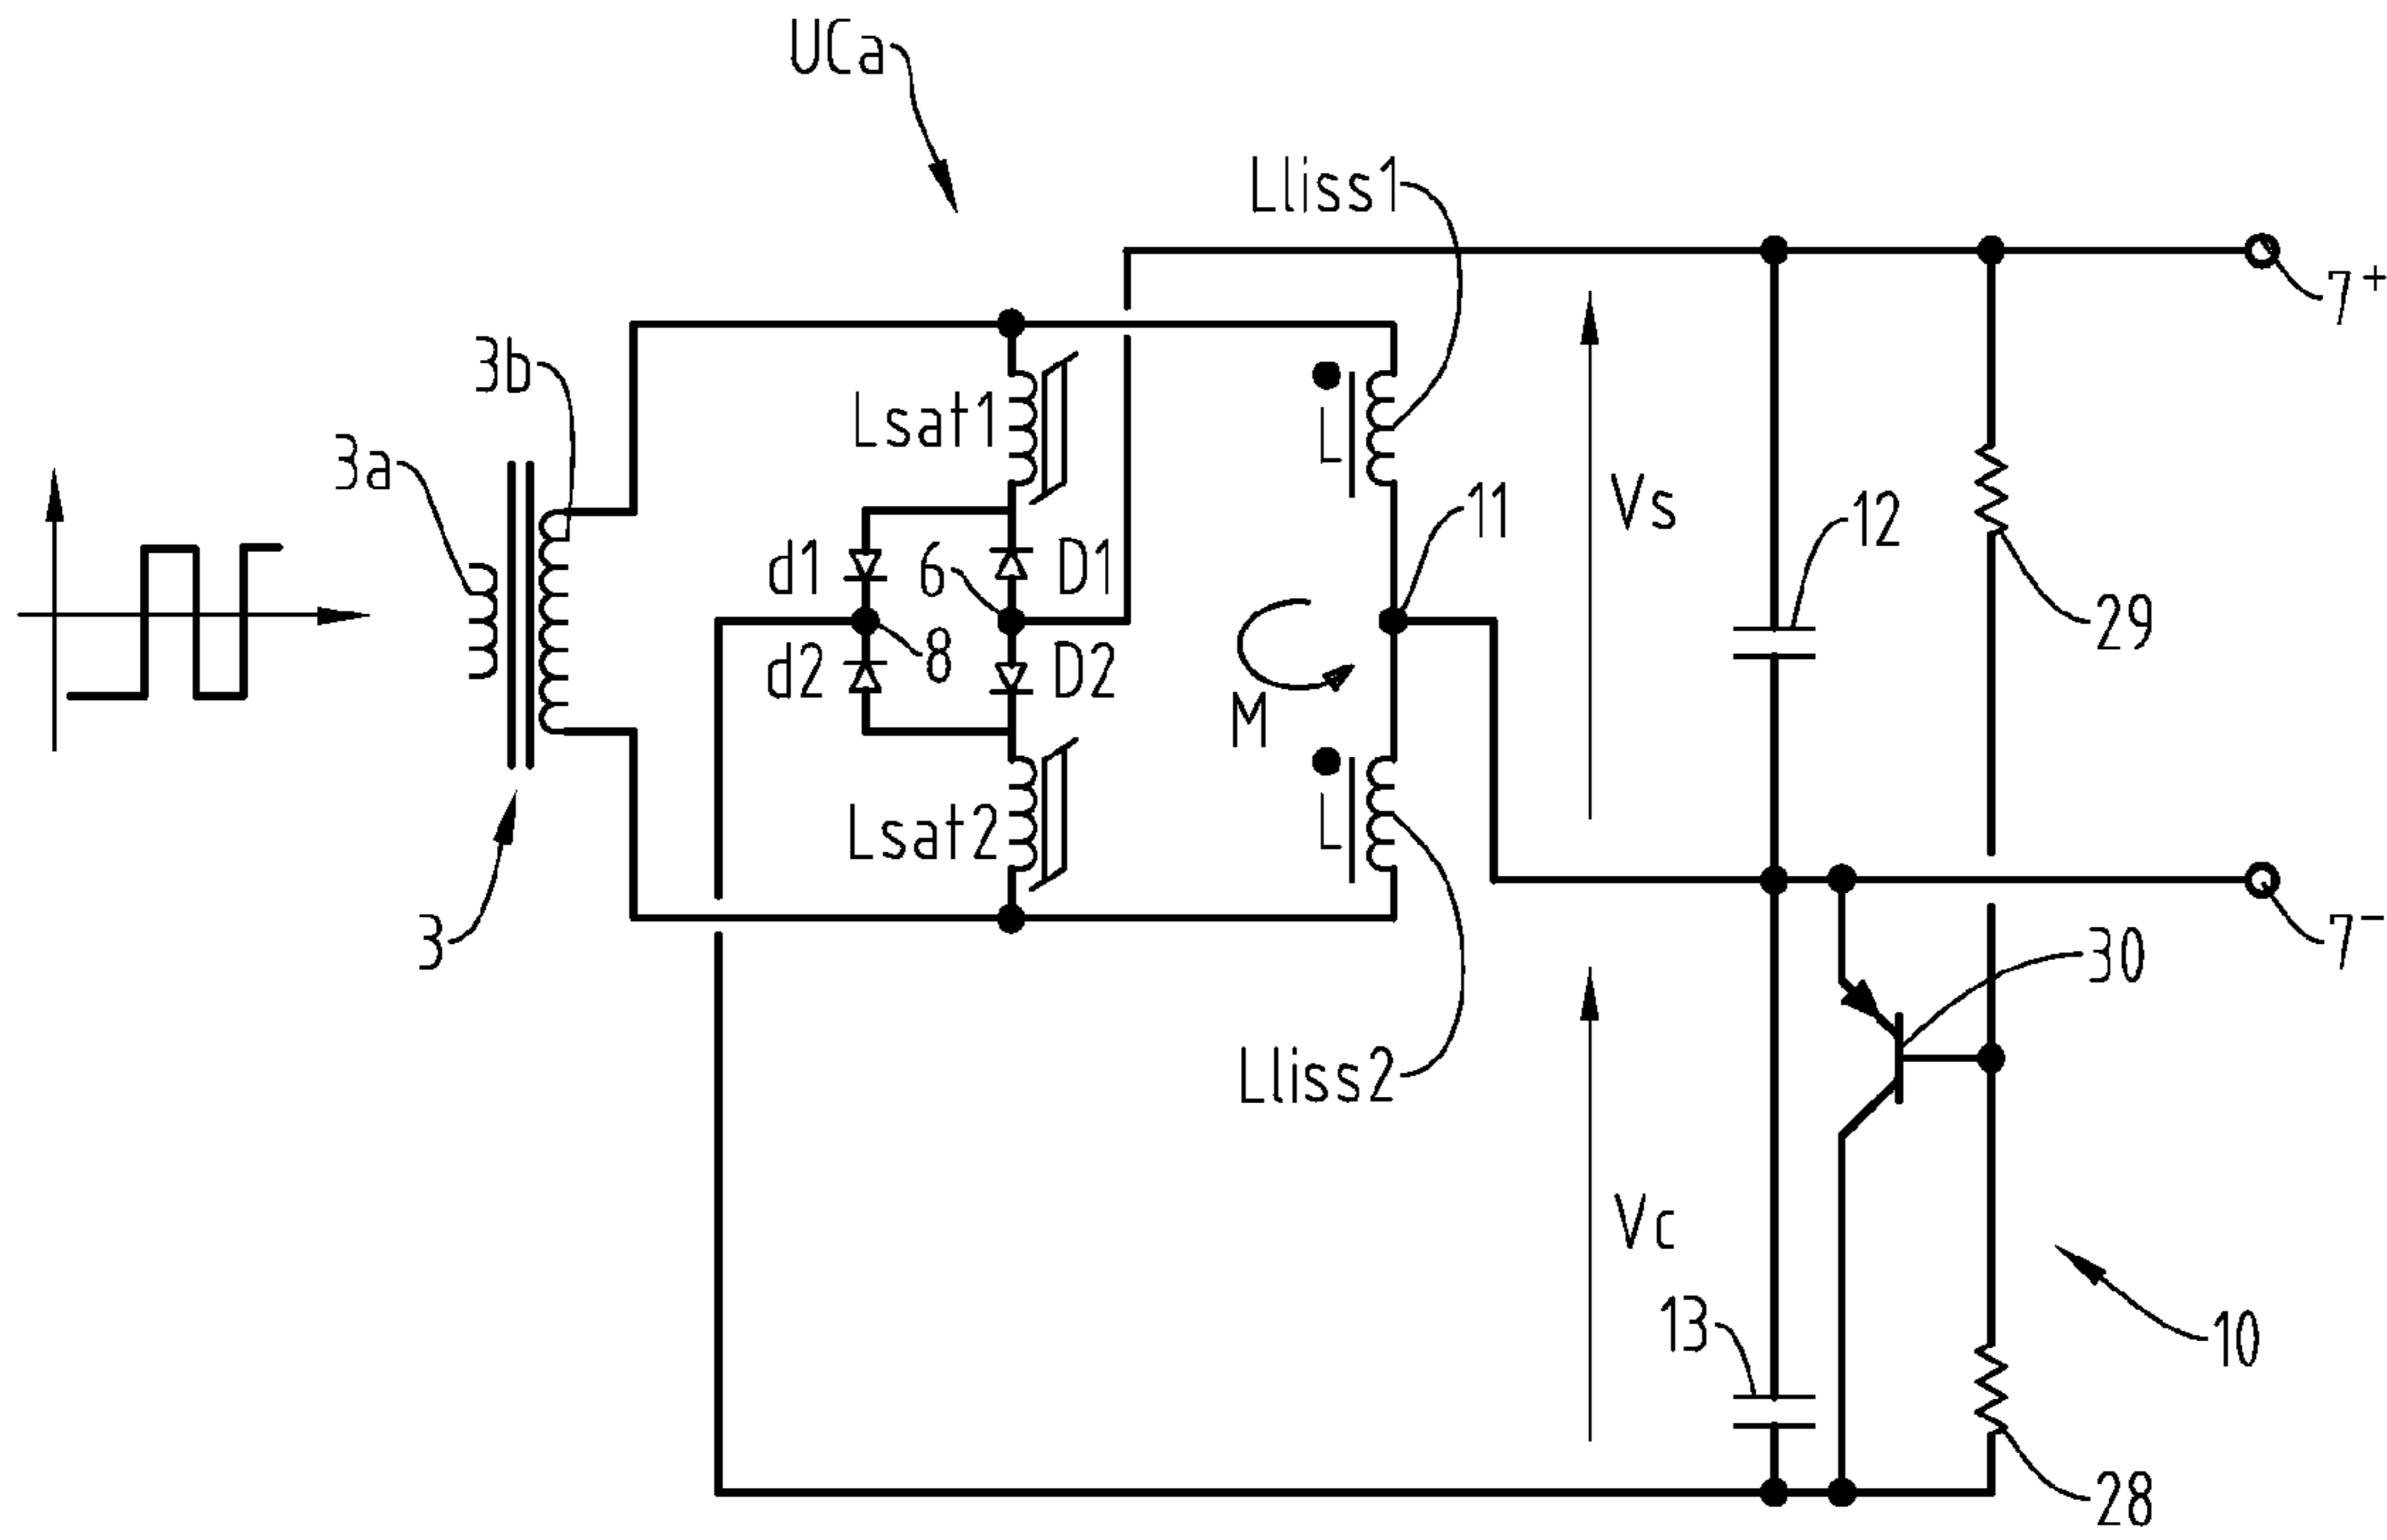 UCa
Lliss1
7+
3b
Lsat1
L
3a
11
Vs
12
d1
6
D1
29
d2
8
D2
M
7-
Lsat2
L
3
30
Lliss2
Vc
13
10
28